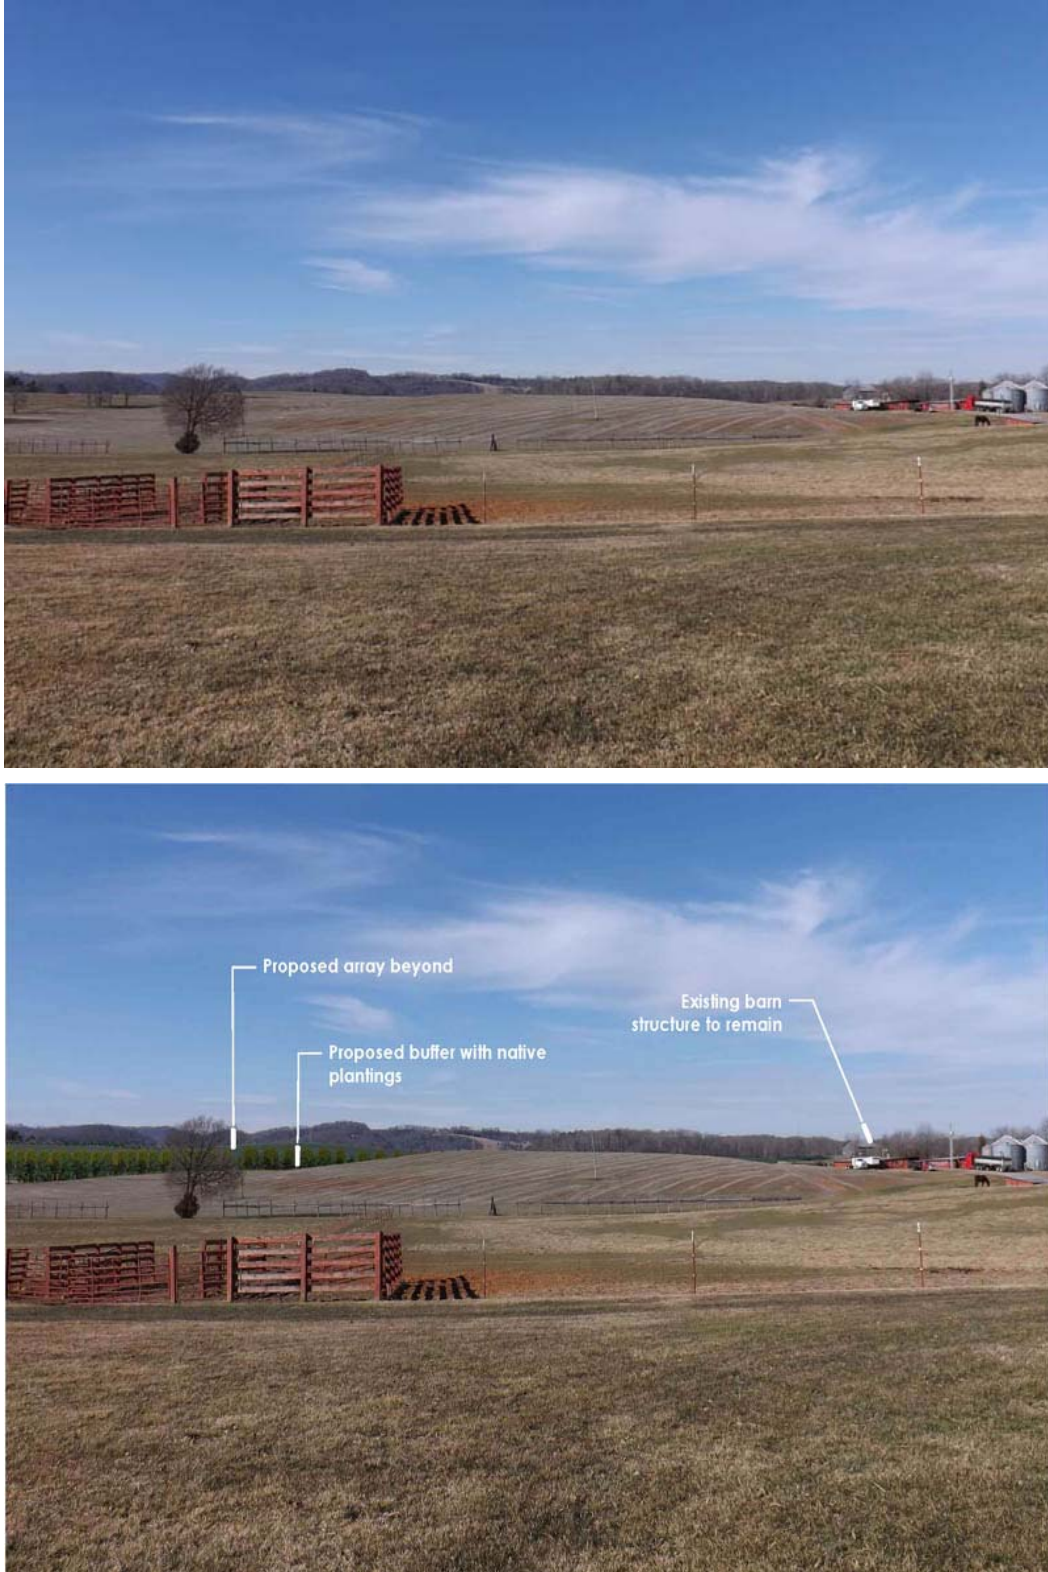 Proposed array beyond
Existing barn
structure to remain
Proposed buffer with native
plantings